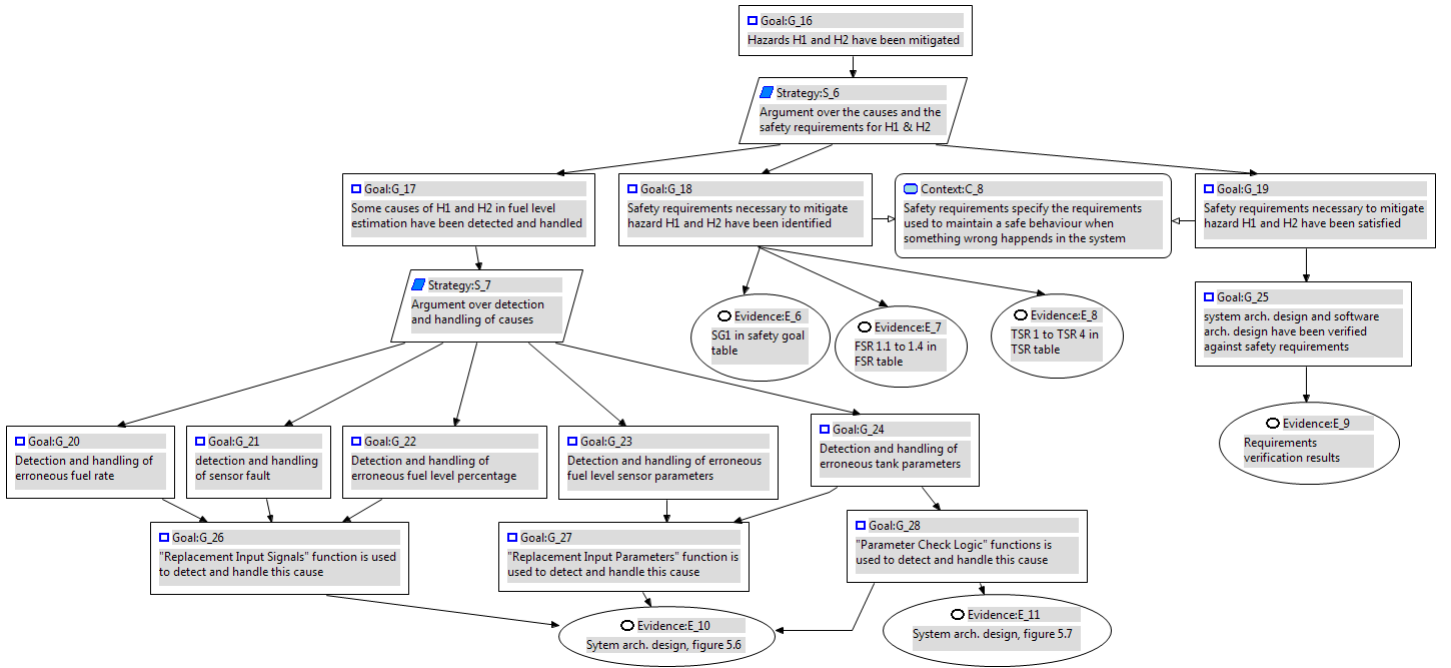 Goal:G_16
Hazards H1 and H2 have been mitigated
Strategy:S_6
Argument over the causes and the
safety requirements for H1 & H2
Goal:G_17
Some causes of H1 and H2 in fuel level
estimation have been detected and handled
Goal:G_18
Safety requirements necessary to mitigate
hazard H1 and H2 have been identified
Context:C_8
Safety requirements specify the requirements
used to maintain a safe behaviour when
something wrong happends in the system
Goal:G_19
Safety requirements necessary to mitigate
hazard H1 and H2 have been satisfied
Strategy:S_7
Argument over detection
and handling of causes
Evidence:E_6
SG1 in safety goal
table
Evidence:E_7
FSR 1.1 to 1.4 in
FSR table
Evidence:E_8
TSR 1 to TSR 4 in
TSR table
Goal:G_25
system arch. design and software
arch. design have been verified
against safety requirements
Goal:G_20
Detection and handling of
erroneous fuel rate
Goal:G_21
detection and handling
of sensor fault
Goal:G_22
Detection and handling of
erroneous fuel level percentage
Goal:G_23
Detection and handling of erroneous
fuel level sensor parameters
Goal:G_24
Detection and handling of
erroneous tank parameters
Evidence:E_9
Requirements
verification results
Goal:G_26
"Replacement Input Signals" function is used
to detect and handle this cause
Goal:G_27
"Replacement Input Parameters" function is
used to detect and handle this cause
Goal:G_28
"Parameter Check Logic" functions is
used to detect and handle this cause
Evidence:E_10
Sytem arch. design, figure 5.6
Evidence:E_11
System arch. design, figure 5.7